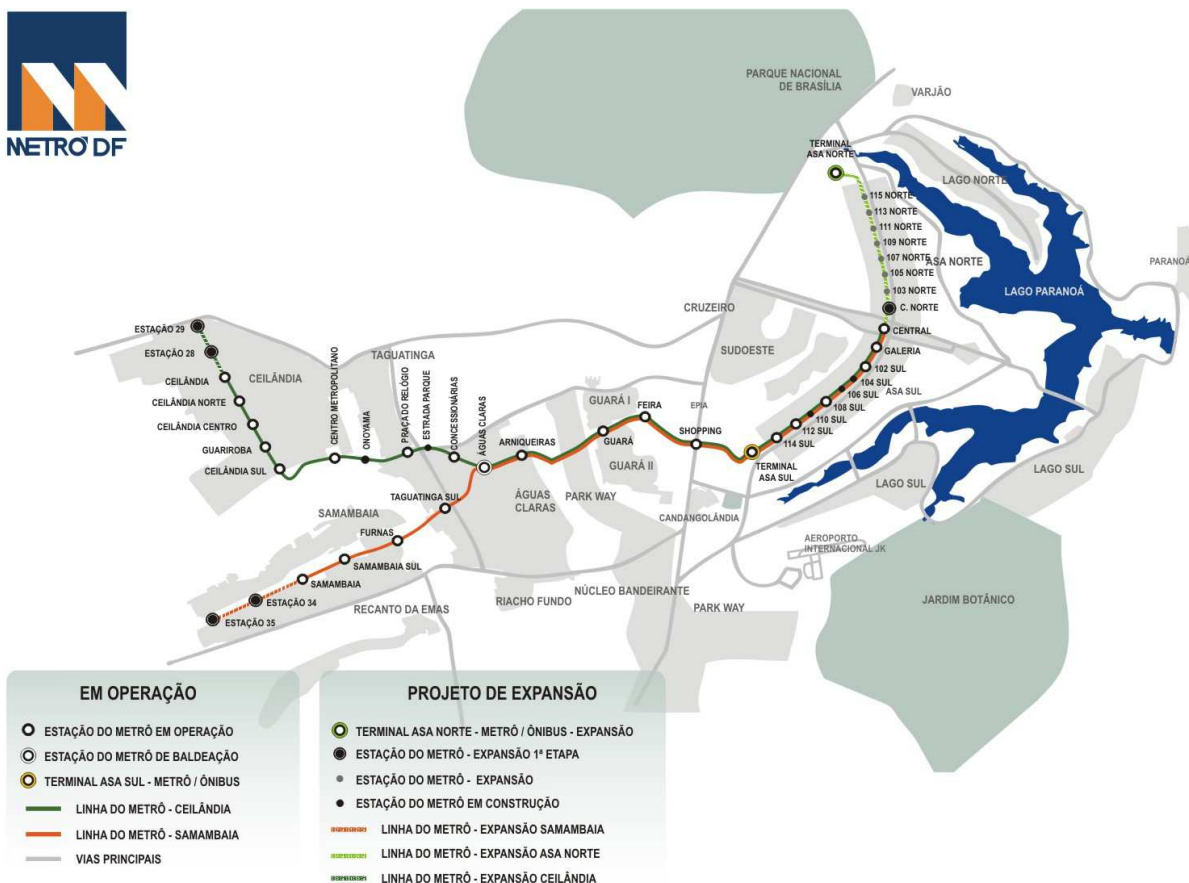 METRÔ DF
PARQUE NACIONAL
DE BRASÍLIA
VARJÃO
TERMINAL
ASA NORTE
LAGO NORTE
115 NORTE
113 NORTE
111 NORTE
109 NORTE
107 NORTE
105 NORTE
103 NORTE
C. NORTE
ASA NORTE
PARANOÁ
LAGO PARANOÁ
CRUZEIRO
CENTRAL
GALERIA
102 SUL
104 SUL
106 SUL
108 SUL
110 SUL
112 SUL
114 SUL
ASA SUL
SUDOESTE
ESTAÇÃO 29
ESTAÇÃO 28
CEILÂNDIA
CEILÂNDIA
CEILÂNDIA NORTE
CEILÂNDIA CENTRO
GUARIROBA
CEILÂNDIA SUL
CENTRO METROPOLITANO
TAGUATINGA
ONOYAMA
PRAÇA DO RELÓGIO
ESTRADA PARQUE
CONCESSIONÁRIAS
ÁGUAS CLARAS
ARNIQUEIRAS
GUARÁ I
GUARÁ
FEIRA
EPIA
SHOPPING
TERMINAL
ASA SUL
GUARÁ II
LAGO SUL
LAGO SUL
TAGUATINGA SUL
ÁGUAS
CLARAS
PARK WAY
CANDANGOLÂNDIA
SAMAMBAIA
FURNAS
SAMAMBAIA SUL
SAMAMBAIA
ESTAÇÃO 34
ESTAÇÃO 35
AEROPORTO
INTERNACIONAL JK
RECANTO DA EMAS
RIACHO FUNDO
NÚCLEO BANDEIRANTE
PARK WAY
JARDIM BOTÂNICO
EM OPERAÇÃO
ESTAÇÃO DO METRÔ EM OPERAÇÃO
ESTAÇÃO DO METRÔ DE BALDEAÇÃO
TERMINAL ASA SUL - METRÔ / ÔNIBUS
LINHA DO METRÔ - CEILÂNDIA
LINHA DO METRÔ - SAMAMBAIA
VIAS PRINCIPAIS
PROJETO DE EXPANSÃO
TERMINAL ASA NORTE - METRÔ / ÔNIBUS - EXPANSÃO
ESTAÇÃO DO METRÔ - EXPANSÃO 1ª ETAPA
ESTAÇÃO DO METRÔ - EXPANSÃO
ESTAÇÃO DO METRÔ EM CONSTRUÇÃO
LINHA DO METRÔ - EXPANSÃO SAMAMBAIA
LINHA DO METRÔ - EXPANSÃO ASA NORTE
LINHA DO METRÔ - EXPANSÃO CEILÂNDIA